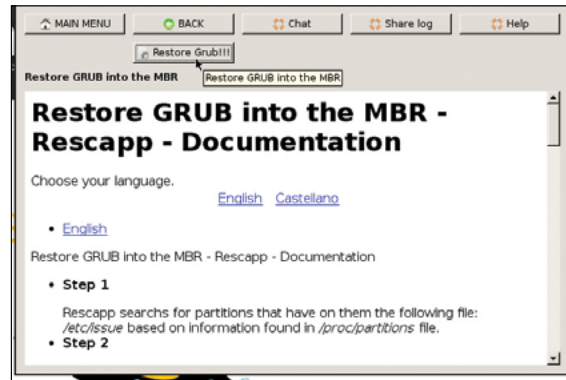 MAIN MENU
BACK
Chat
Share log
Help
Restore Grub!!!
Restore GRUB into the MBR
Restore GRUB into the MBR
Restore GRUB into the MBR -
Rescapp - Documentation
Choose your language.
English Castellano
English
Restore GRUB into the MBR - Rescapp - Documentation
Step 1
Rescapp searchs for partitions that have on them the following file:
/etc/issue based on information found in /proc/partitions file.
Step 2